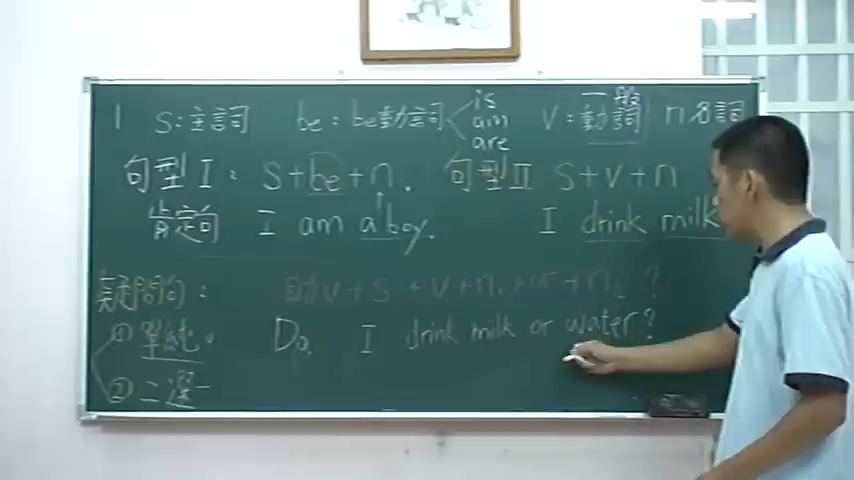 1 S:主詞 be:be動詞 is am are V:一般動詞 n名詞
句型I: S+be+n. 句型II S+V+n
肯定句 I am a boy. I drink milk
疑問句: 助V+S+V+n,+or+n₂?
① 單純. Do I drink milk or water?
② 二選一